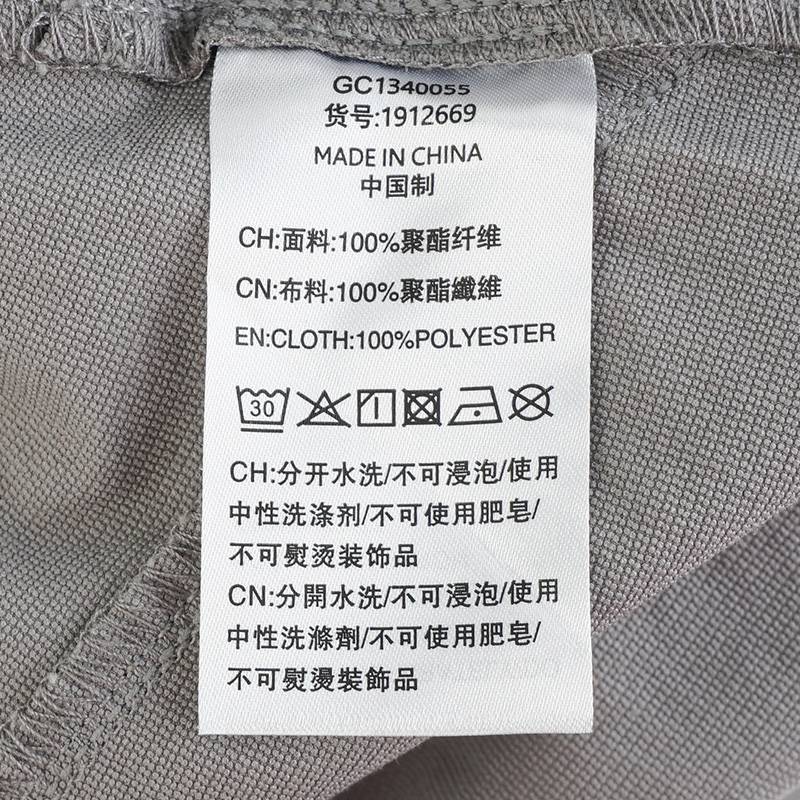 GC1340055
货号:1912669
MADE IN CHINA
中国制
CH:面料:100%聚酯纤维
CN:布料:100%聚酯纖維
EN:CLOTH:100%POLYESTER
30
CH:分开水洗/不可浸泡/使用
中性洗涤剂/不可使用肥皂/
不可熨烫装饰品
CN:分開水洗/不可浸泡/使用
中性洗滌劑/不可使用肥皂/
不可熨燙裝飾品